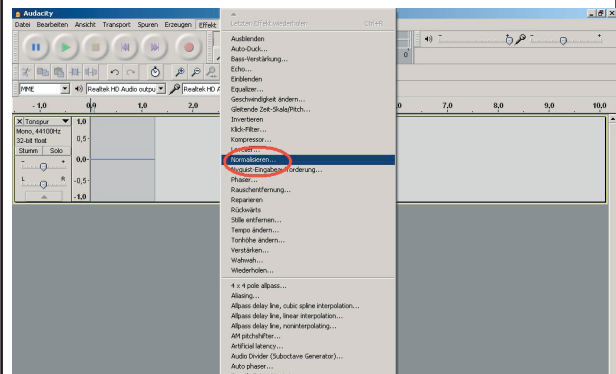 Audacity
Datei Bearbeiten Ansicht Transport Spuren Erzeugen Effekt
Letzten Effekt wiederholen Ctrl+R
Ausblenden
Auto-Duck...
Bass-Verstärkung...
Echo...
Einblenden
Equalizer...
Geschwindigkeit ändern...
Gleitende Zeit-Skala/Pitch...
Invertieren
Klick-Filter...
Kompressor...
Leveller...
Normalisieren...
Nyquist-Eingabeaufforderung...
Phaser...
Rauschentfernung...
Reparieren
Rückwärts
Stille entfernen...
Tempo ändern...
Tonhöhe ändern...
Verstärken...
Wahwah...
Wiederholen...
4 x 4 pole allpass...
Aliasing...
Allpass delay line, cubic spline interpolation...
Allpass delay line, linear interpolation...
Allpass delay line, noninterpolating...
AM pitchshifter...
Artificial latency...
Audio Divider (Suboctave Generator)...
Auto phaser...
MME Realtek HD Audio outpu Realtek HD A
- 1,0 0,0 1,0 2,0 7,0 8,0 9,0 10,0
Tonspur 1,0
Mono, 44100Hz
32-bit float
0,5
Stumm Solo
0,0
- +
L R
-0,5
-1,0